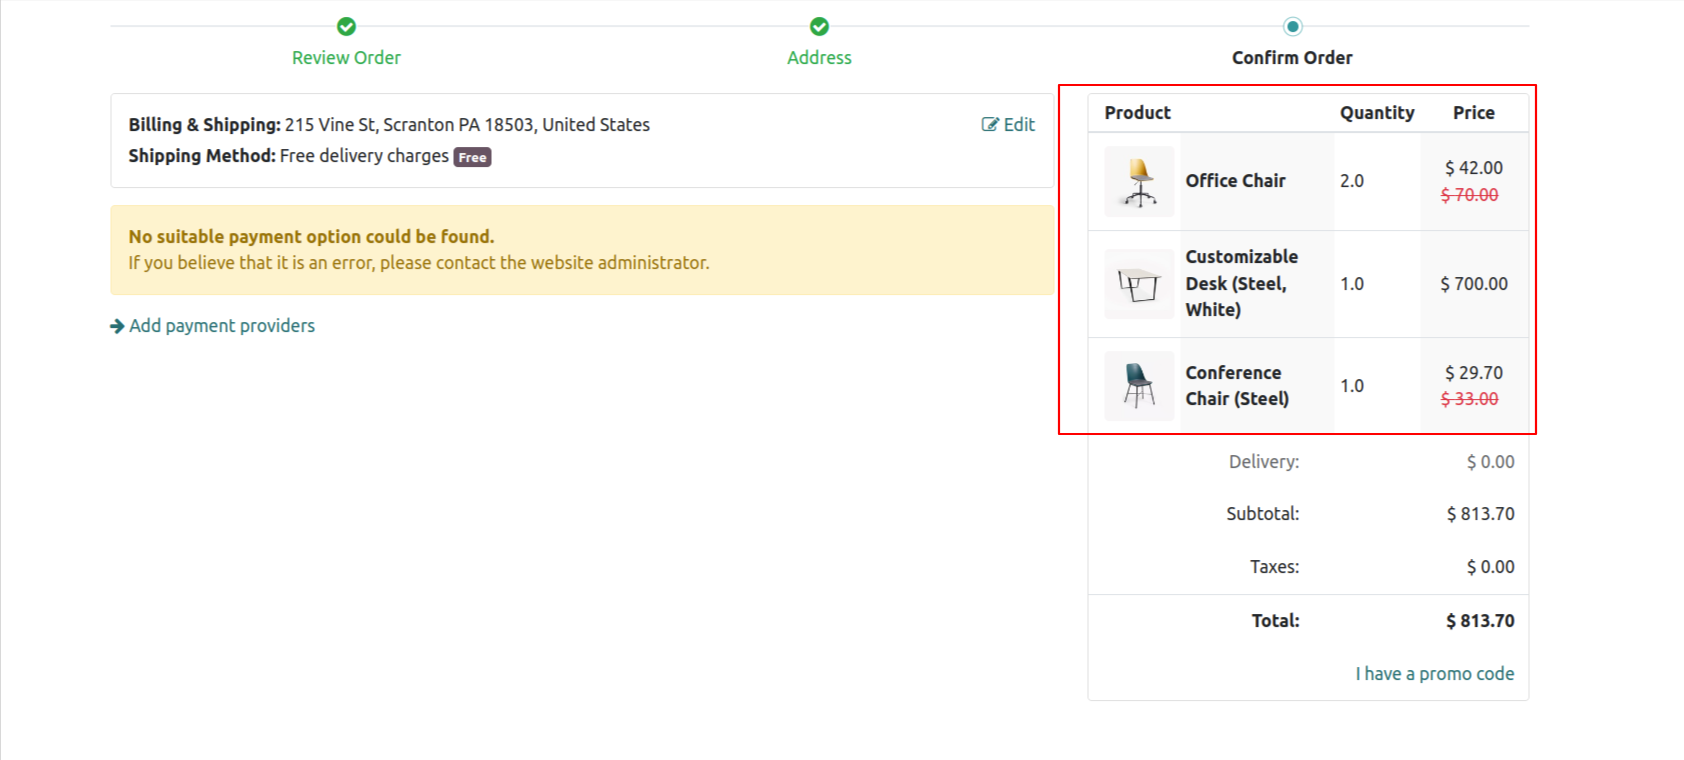 Review Order
Address
Confirm Order
Billing & Shipping: 215 Vine St, Scranton PA 18503, United States
Edit
Shipping Method: Free delivery charges Free
No suitable payment option could be found.
If you believe that it is an error, please contact the website administrator.
Add payment providers
Product Quantity Price
Office Chair 2.0 $ 42.00
$ 70.00
Customizable
Desk (Steel, 1.0 $ 700.00
White)
Conference $ 29.70
Chair (Steel) 1.0 $ 33.00
Delivery: $ 0.00
Subtotal: $ 813.70
Taxes: $ 0.00
Total: $ 813.70
I have a promo code